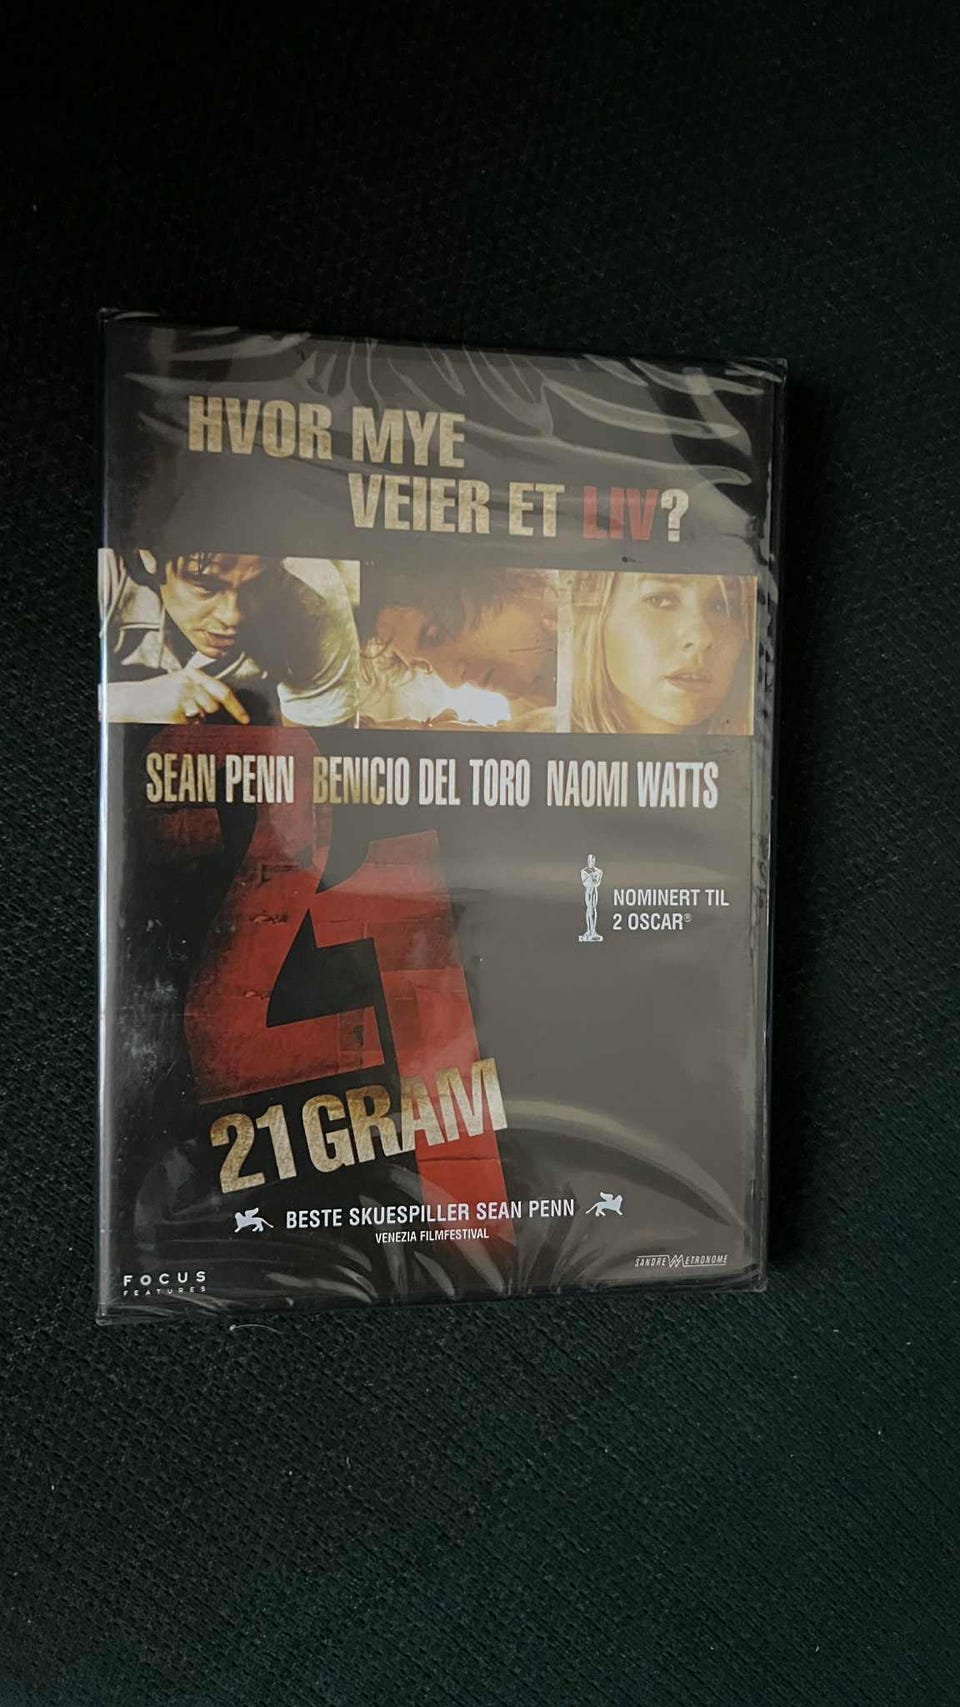 HVOR MYE
VEIER ET LIV?
SEAN PENN BENICIO DEL TORO NAOMI WATTS
21
NOMINERT TIL
2 OSCAR®
21 GRAM
BESTE SKUESPILLER SEAN PENN
VENEZIA FILMFESTIVAL
FOCUS
FEATURES
SANDREW METRONOME